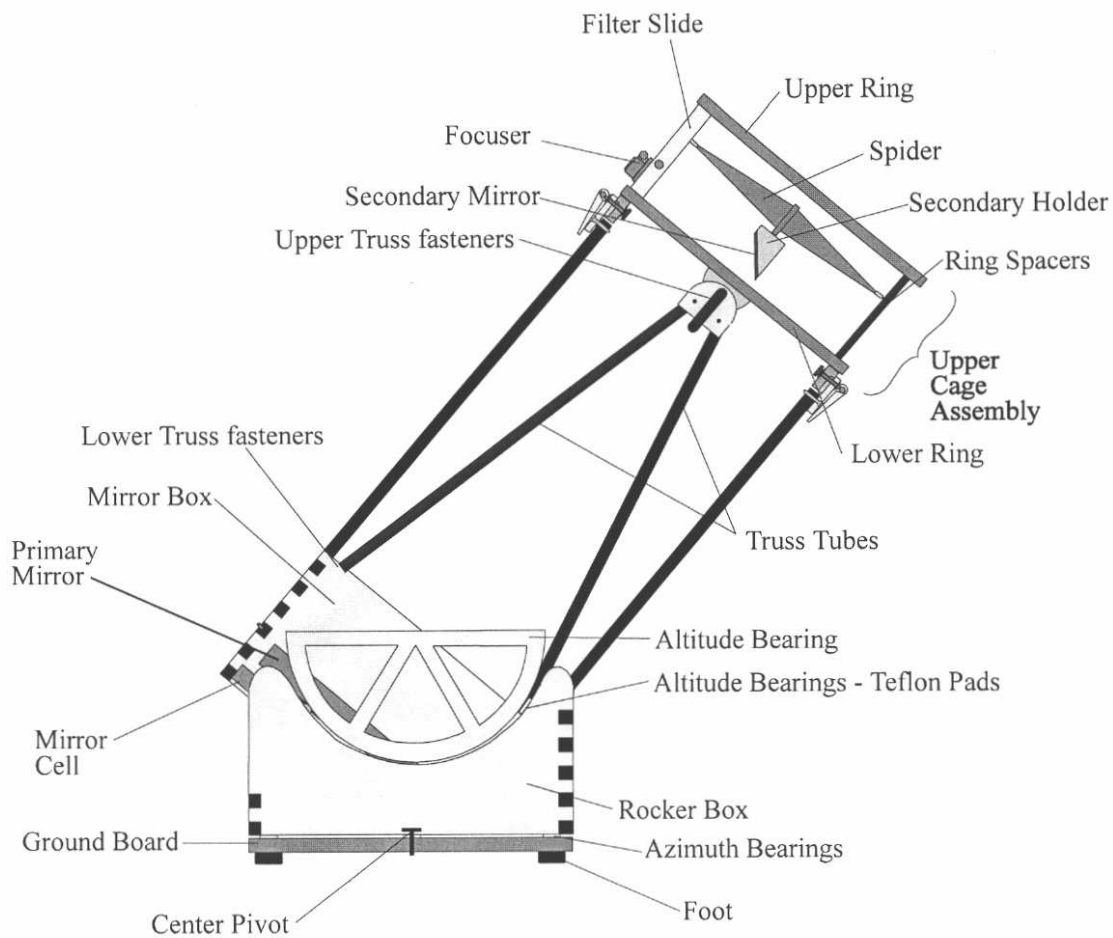 Filter Slide
Upper Ring
Focuser
Spider
Secondary Mirror
Secondary Holder
Upper Truss fasteners
Ring Spacers
Upper
Cage
Assembly
Lower Truss fasteners
Lower Ring
Mirror Box
Truss Tubes
Primary
Mirror
Altitude Bearing
Altitude Bearings - Teflon Pads
Mirror
Cell
Rocker Box
Ground Board
Azimuth Bearings
Foot
Center Pivot